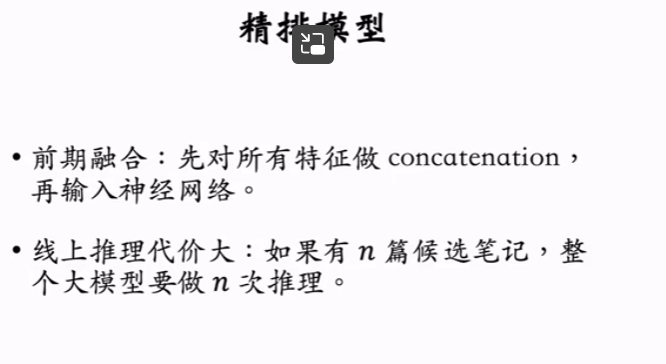 精排模型
• 前期融合：先对所有特征做 concatenation，
再输入神经网络。
• 线上推理代价大：如果有 n 篇候选笔记，整
个大模型要做 n 次推理。